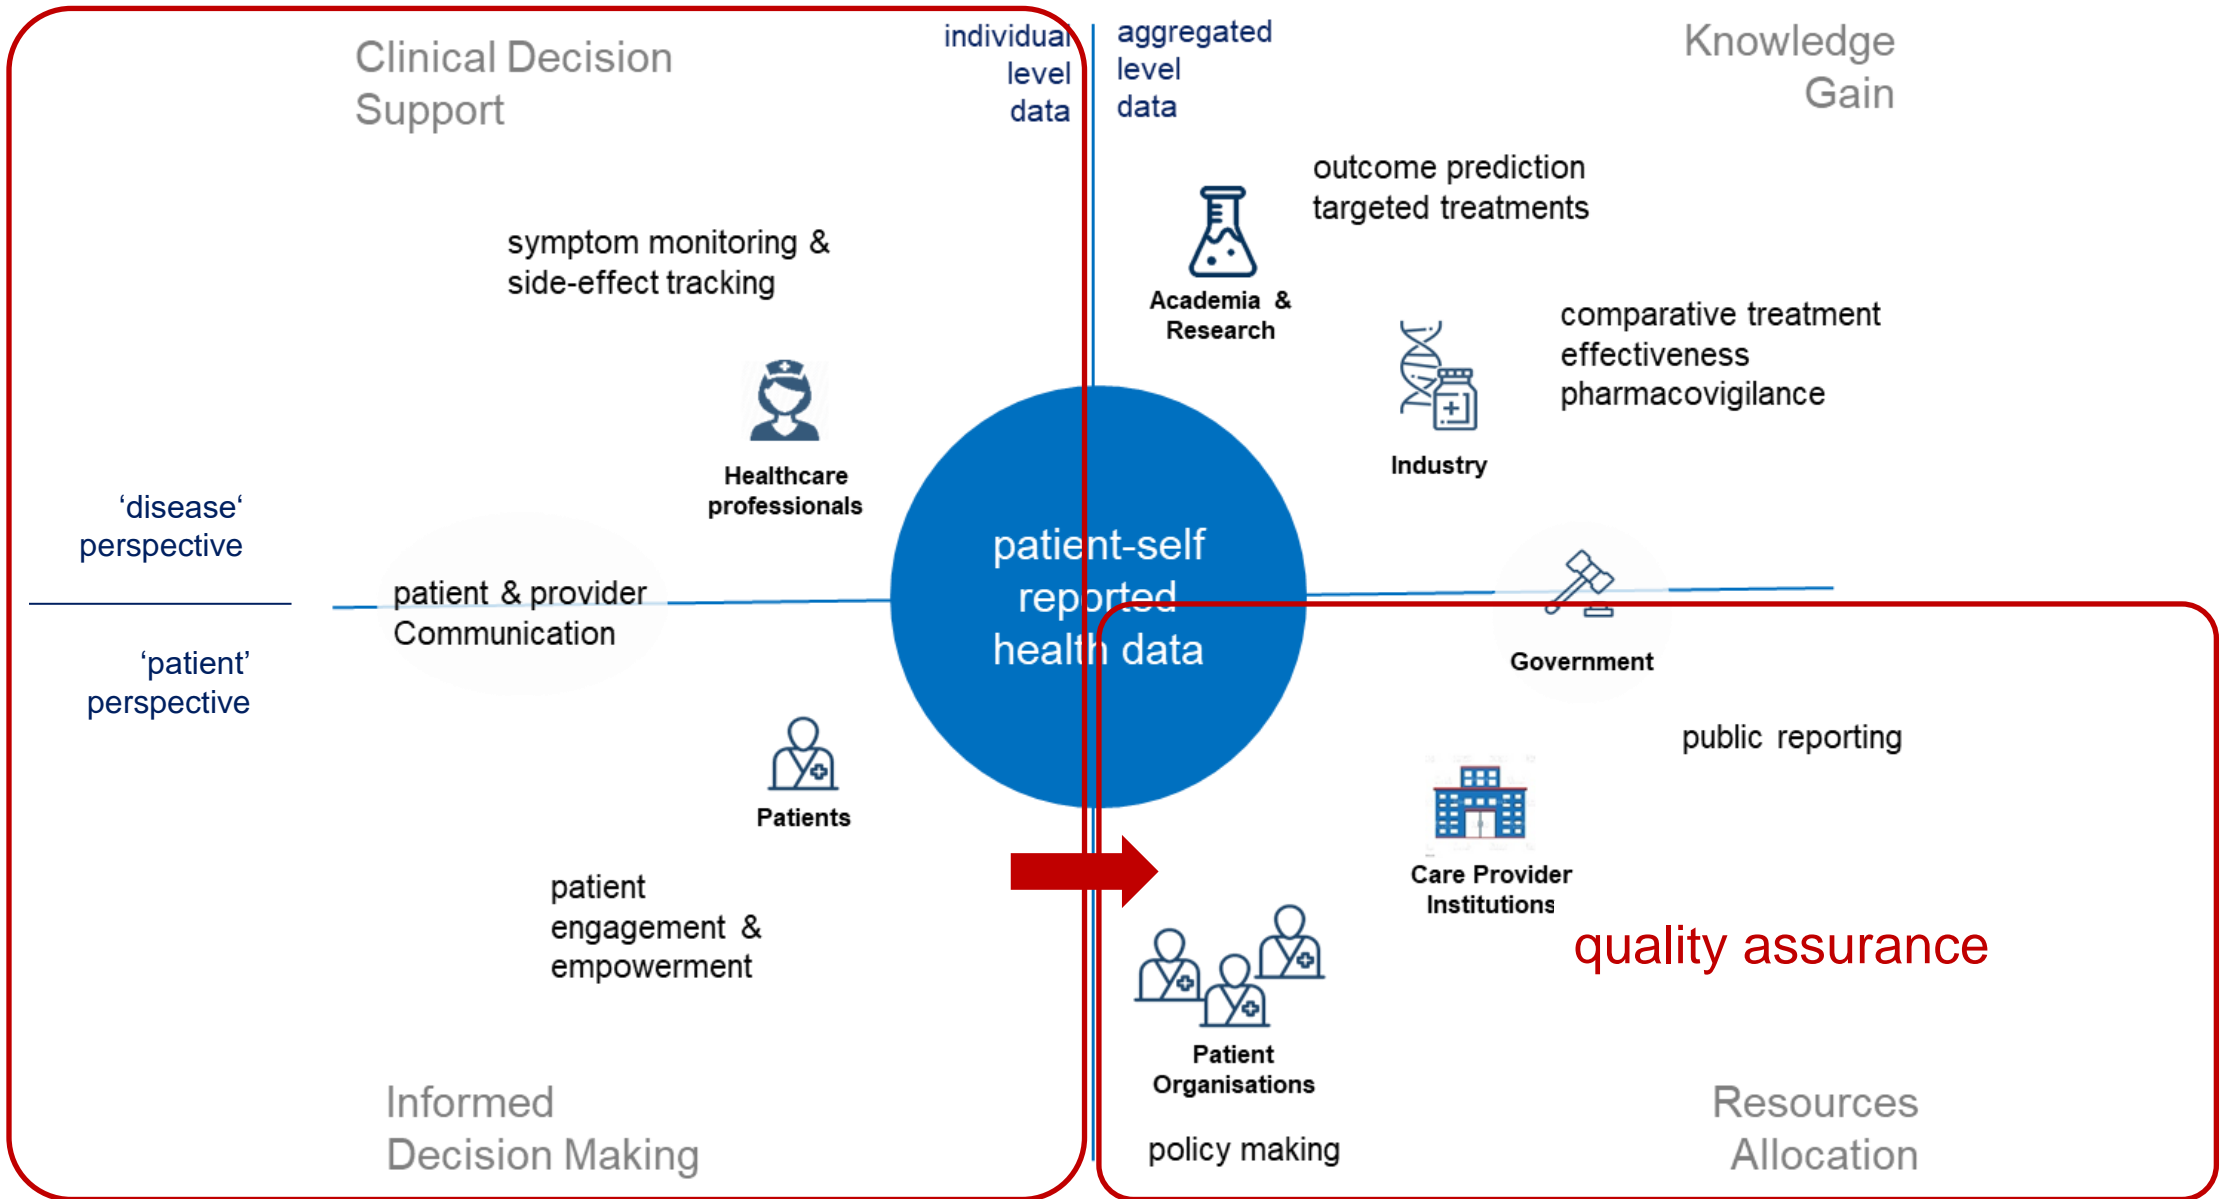 Clinical Decision
Support
individual
level
data
aggregated
level
data
Knowledge
Gain
outcome prediction
targeted treatments
symptom monitoring &
side-effect tracking
Academia &
Research
comparative treatment
effectiveness
pharmacovigilance
Healthcare
professionals
Industry
‘disease‘
perspective
patient & provider
Communication
‘patient’
perspective
patient-self
reported
health data
Government
public reporting
Patients
Care Provider
Institutions
patient
engagement &
empowerment
quality assurance
Patient
Organisations
policy making
Informed
Decision Making
Resources
Allocation